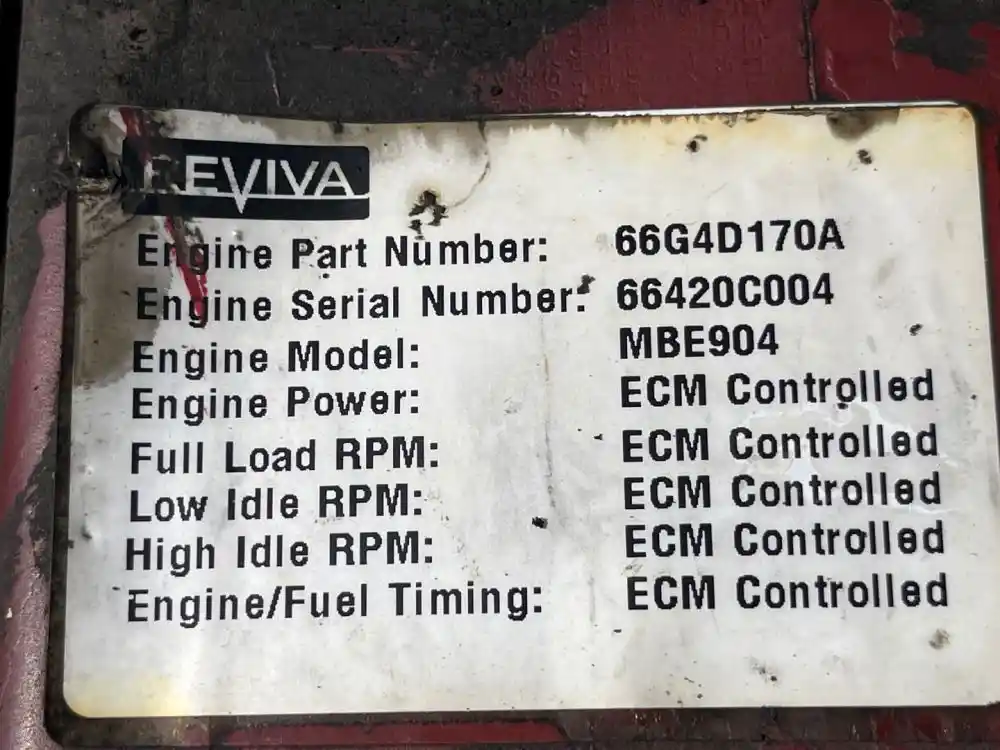 REVIVA
Engine Part Number: 66G4D170A
Engine Serial Number: 66420C004
Engine Model: MBE904
Engine Power: ECM Controlled
Full Load RPM: ECM Controlled
Low Idle RPM: ECM Controlled
High Idle RPM: ECM Controlled
Engine/Fuel Timing: ECM Controlled